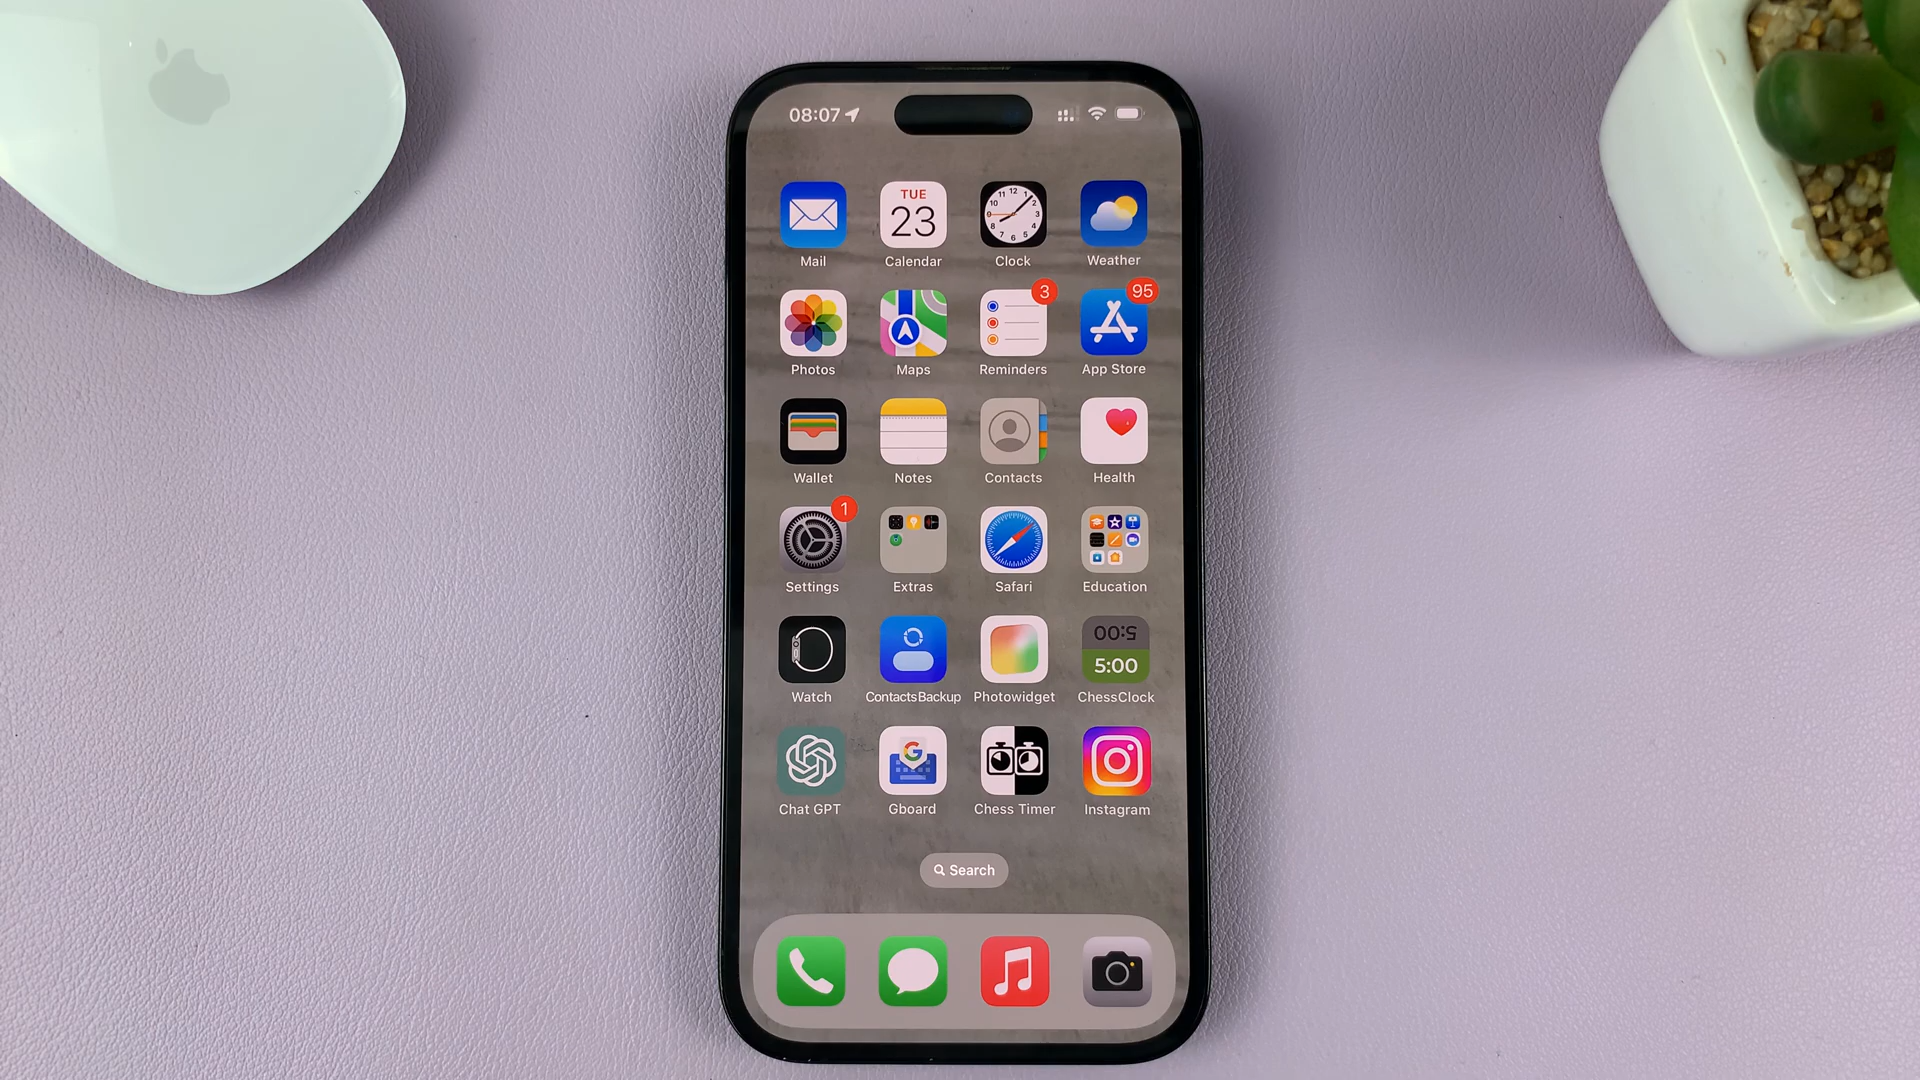 08:07
TUE
23
12
Mail Calendar Clock Weather
3 95
Photos Maps Reminders App Store
Wallet Notes Contacts Health
1
Settings Extras Safari Education
00:5
5:00
Watch ContactsBackup Photowidget ChessClock
G
Chat GPT Gboard Chess Timer Instagram
Search